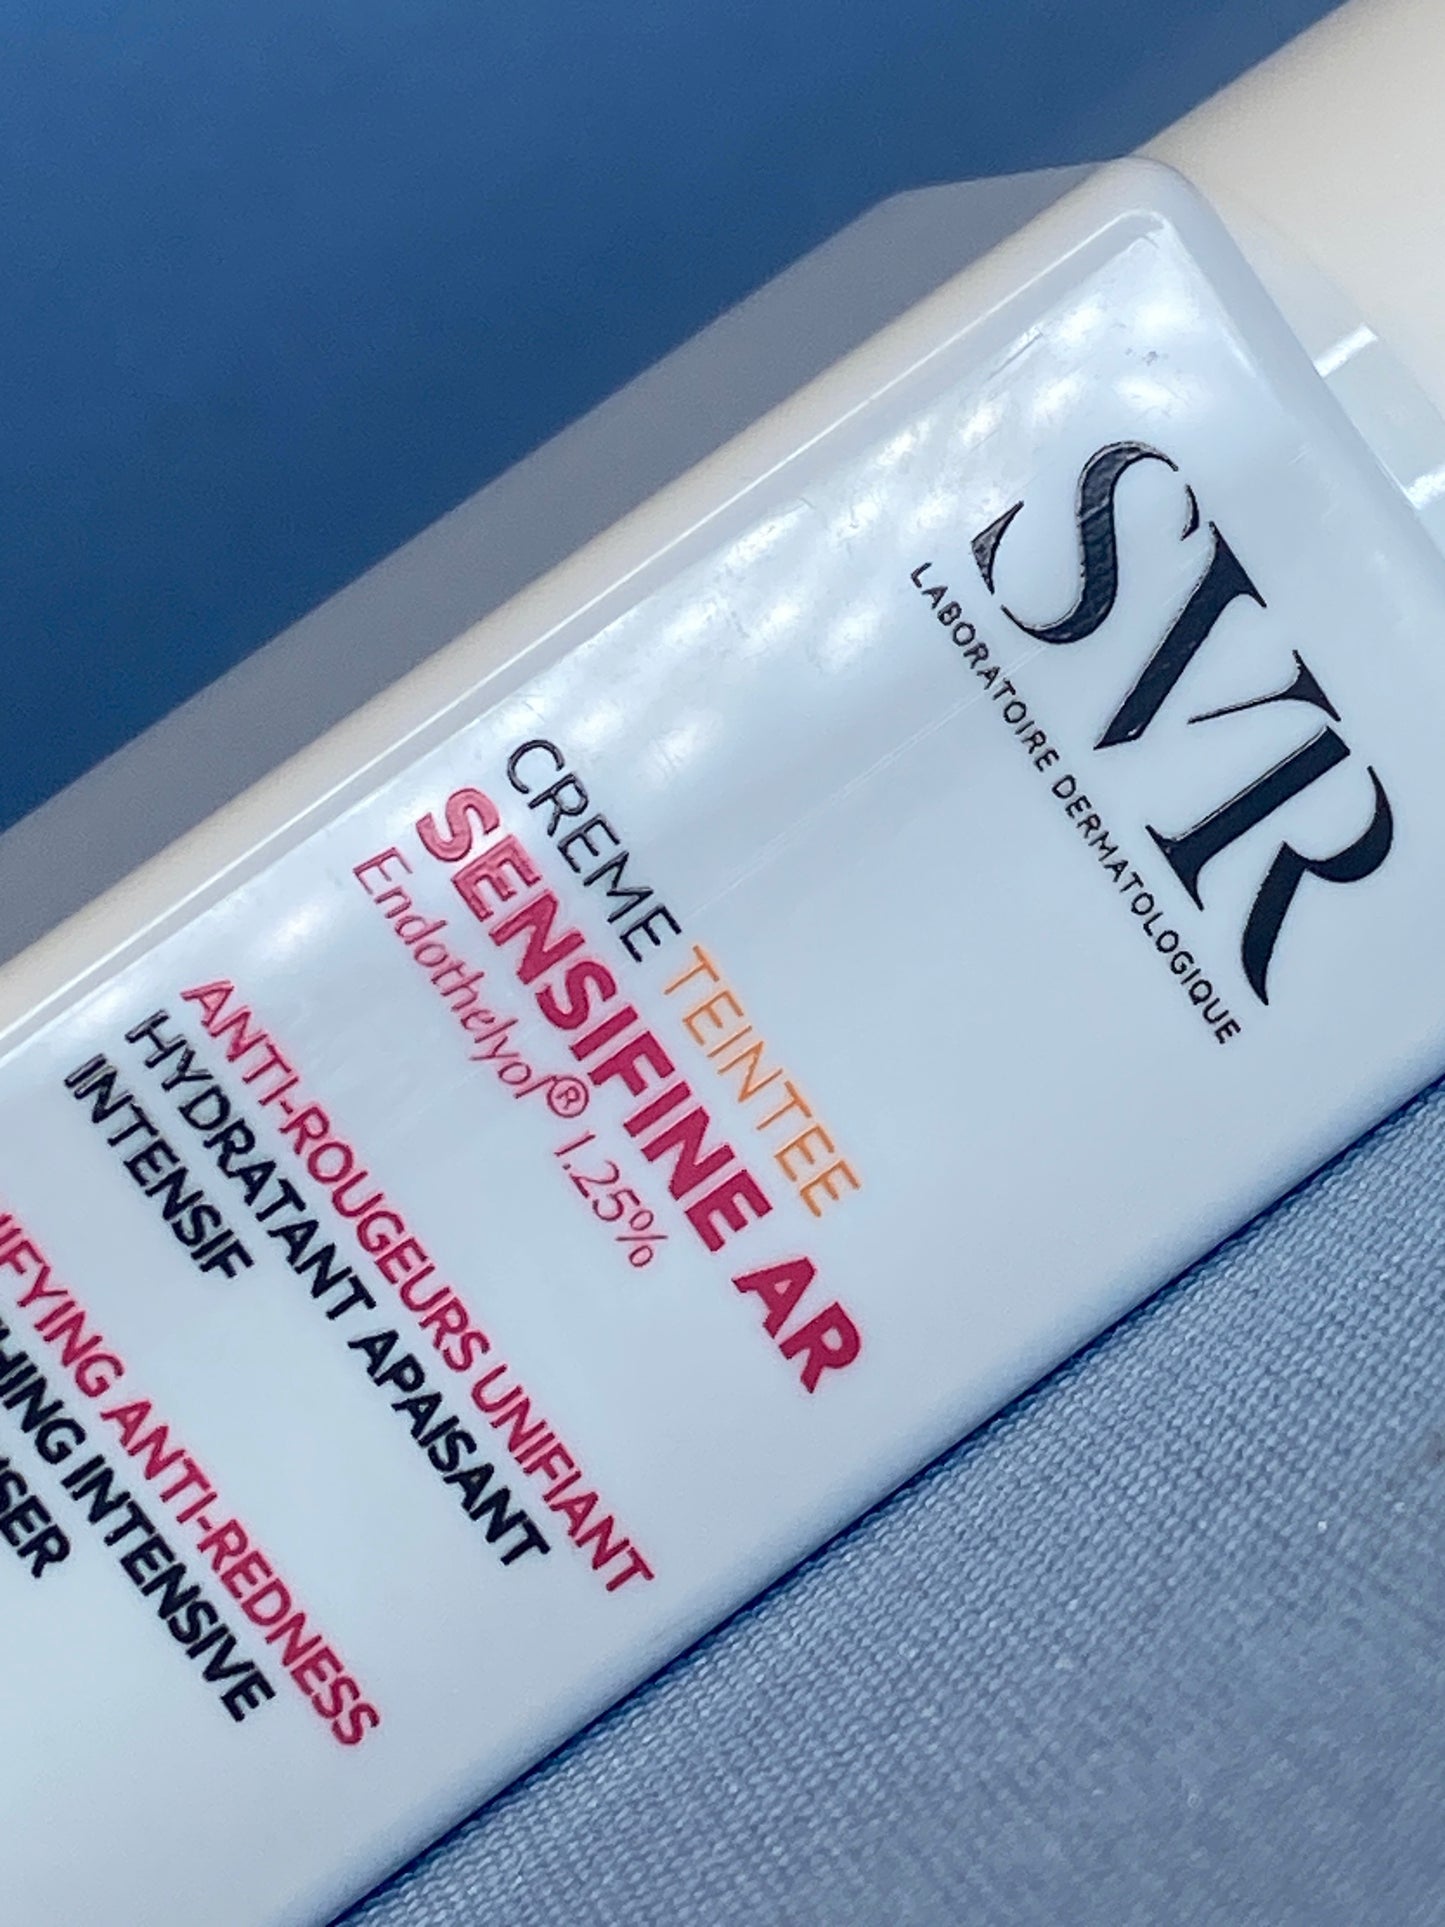 SVR
LABORATOIRE DERMATOLOGIQUE
CREME TEINTEE
SENSIFINE AR
Endothelyol® 1.25%
ANTI-ROUGEURS UNIFIANT
HYDRATANT APAISANT
INTENSIF
ANTI-REDNESS
INTENSIVE